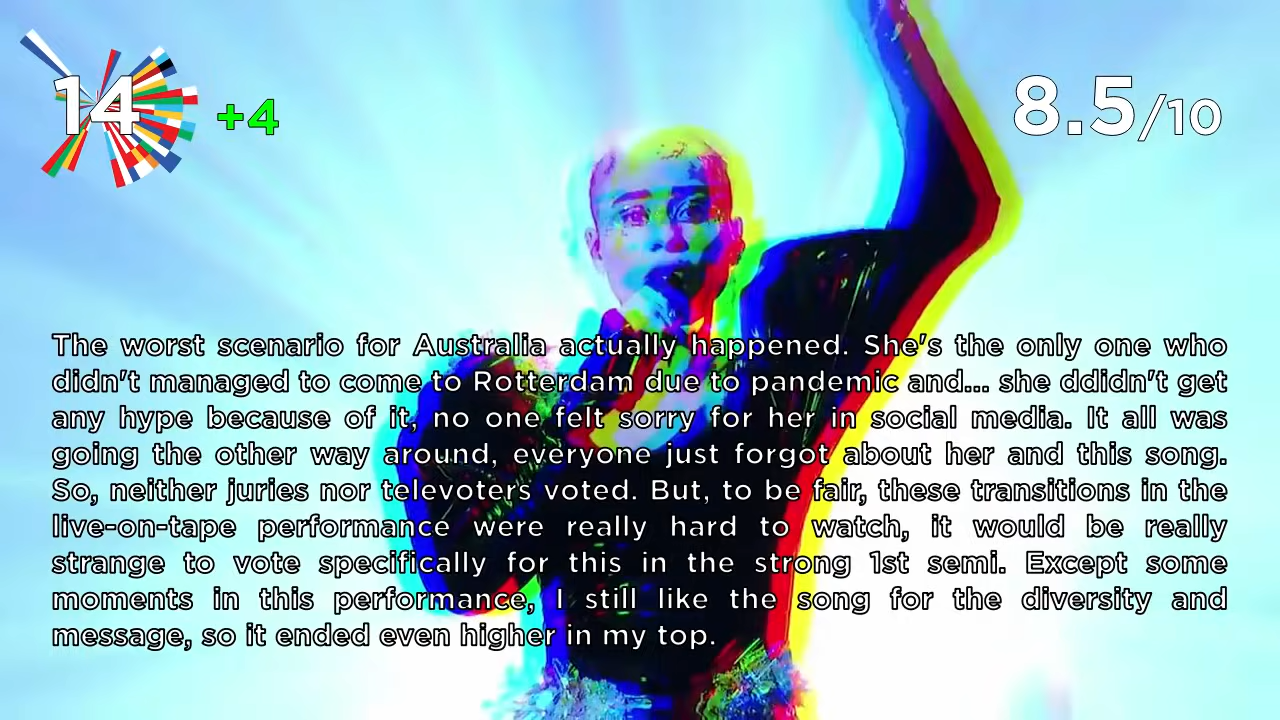 14
+4
8.5/10
The worst scenario for Australia actually happened. She's the only one who
didn't managed to come to Rotterdam due to pandemic and... she ddidn't get
any hype because of it, no one felt sorry for her in social media. It all was
going the other way around, everyone just forgot about her and this song.
So, neither juries nor televoters voted. But, to be fair, these transitions in the
live-on-tape performance were really hard to watch, it would be really
strange to vote specifically for this in the strong 1st semi. Except some
moments in this performance, I still like the song for the diversity and
message, so it ended even higher in my top.